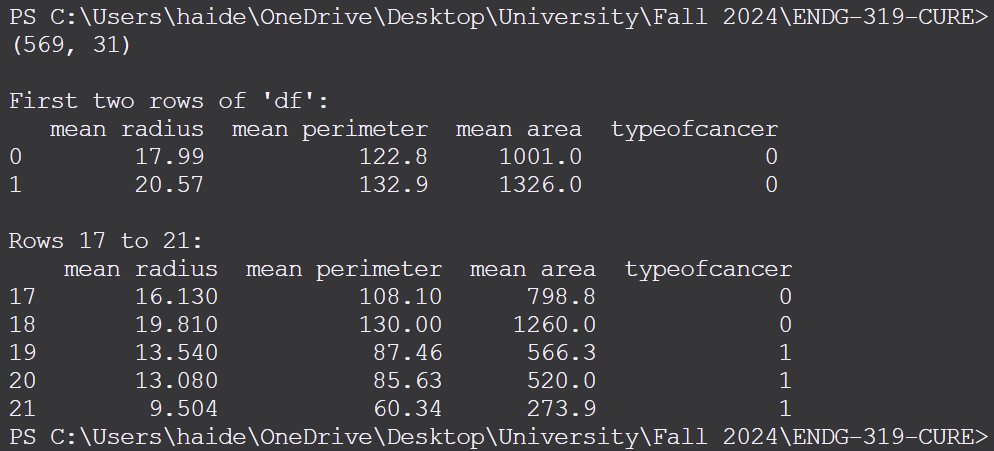 PS C:\Users\haide\OneDrive\Desktop\University\Fall 2024\ENDG-319-CURE>
(569, 31)
First two rows of 'df':
mean radius mean perimeter mean area typeofcancer
0 17.99 122.8 1001.0 0
1 20.57 132.9 1326.0 0
Rows 17 to 21:
mean radius mean perimeter mean area typeofcancer
17 16.130 108.10 798.8 0
18 19.810 130.00 1260.0 0
19 13.540 87.46 566.3 1
20 13.080 85.63 520.0 1
21 9.504 60.34 273.9 1
PS C:\Users\haide\OneDrive\Desktop\University\Fall 2024\ENDG-319-CURE>